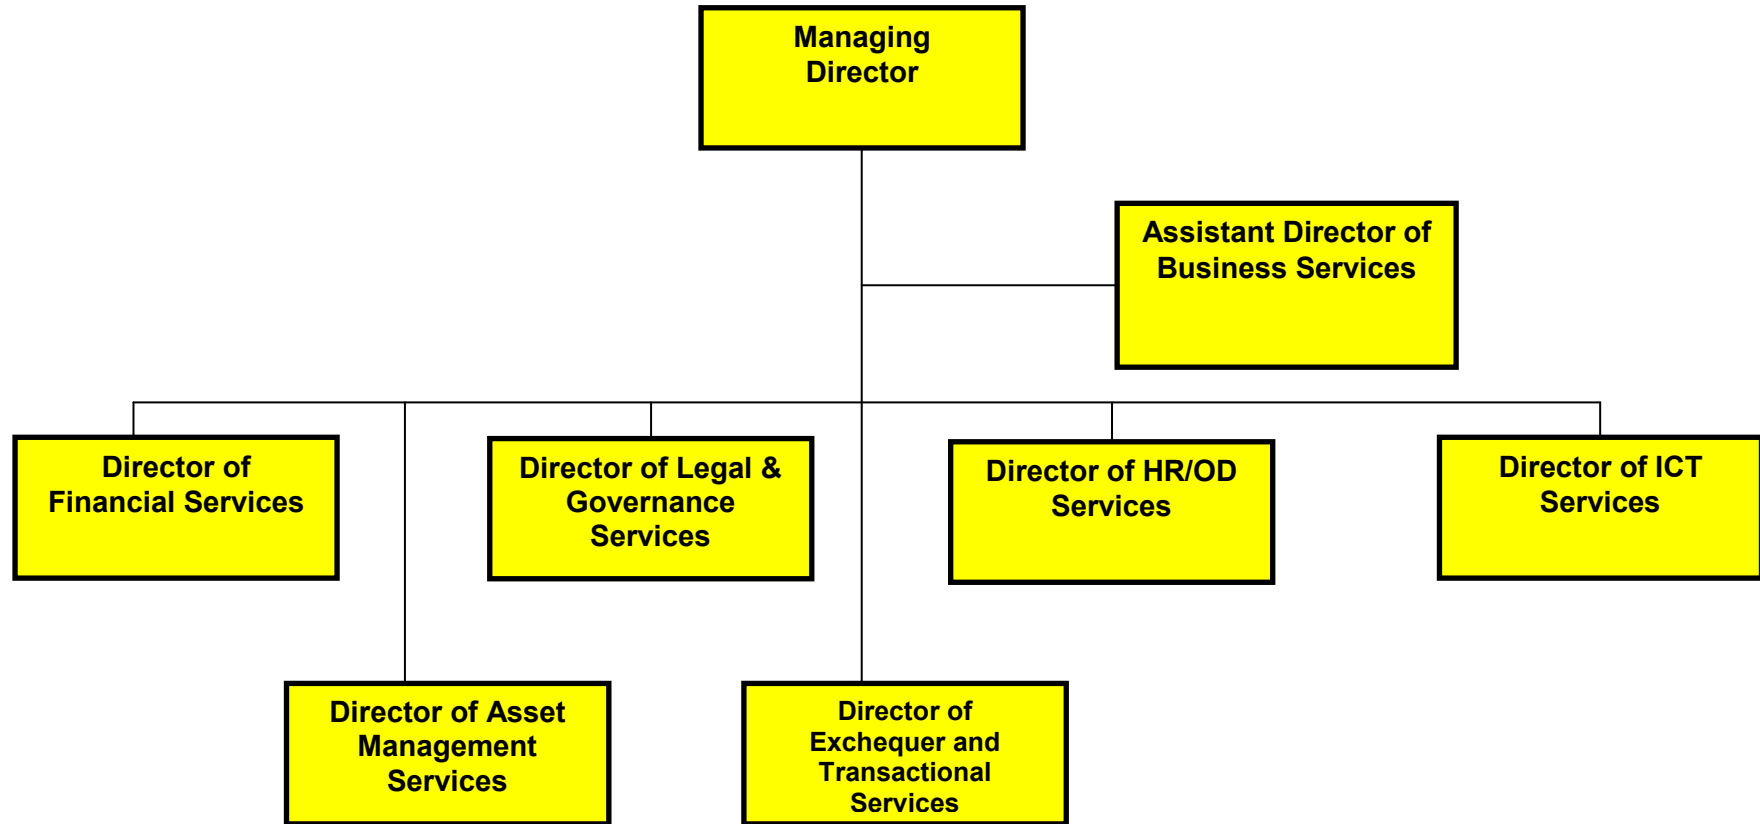 Managing
Director
Assistant Director of
Business Services
Director of
Financial Services
Director of Legal &
Governance
Services
Director of HR/OD
Services
Director of ICT
Services
Director of Asset
Management
Services
Director of
Exchequer and
Transactional
Services